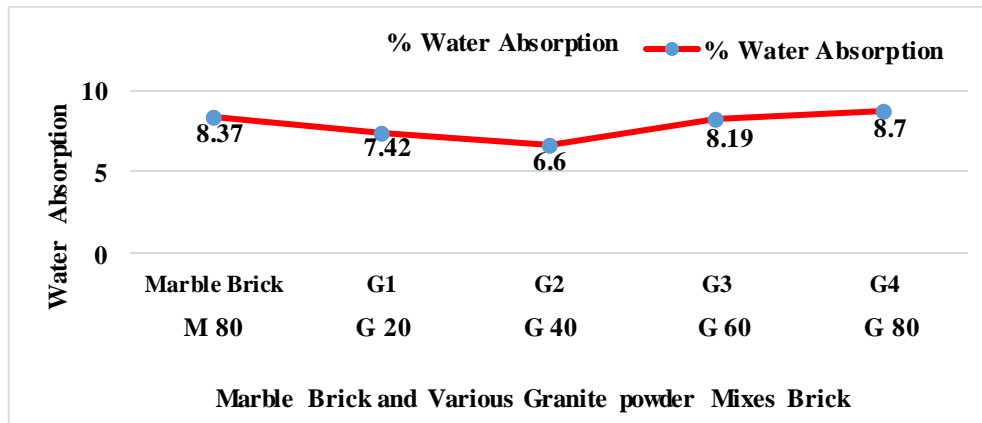 % Water Absorption
% Water Absorption
Water Absorption
10
5
0
8.37
7.42
6.6
8.19
8.7
Marble Brick G1 G2 G3 G4
M 80 G 20 G 40 G 60 G 80
Marble Brick and Various Granite powder Mixes Brick